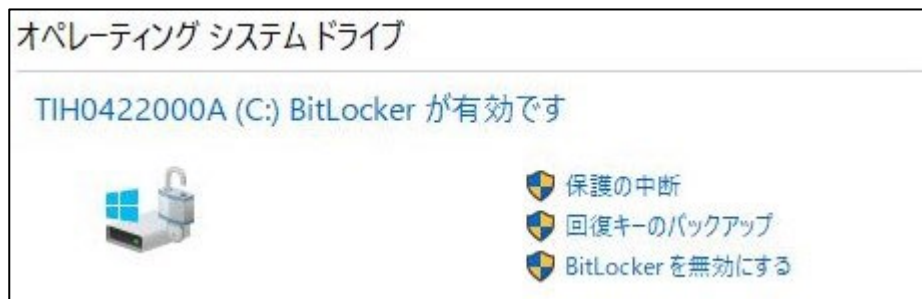 オペレーティング システム ドライブ
TIH0422000A (C:) BitLocker が有効です
保護の中断
回復キーのバックアップ
BitLocker を無効にする